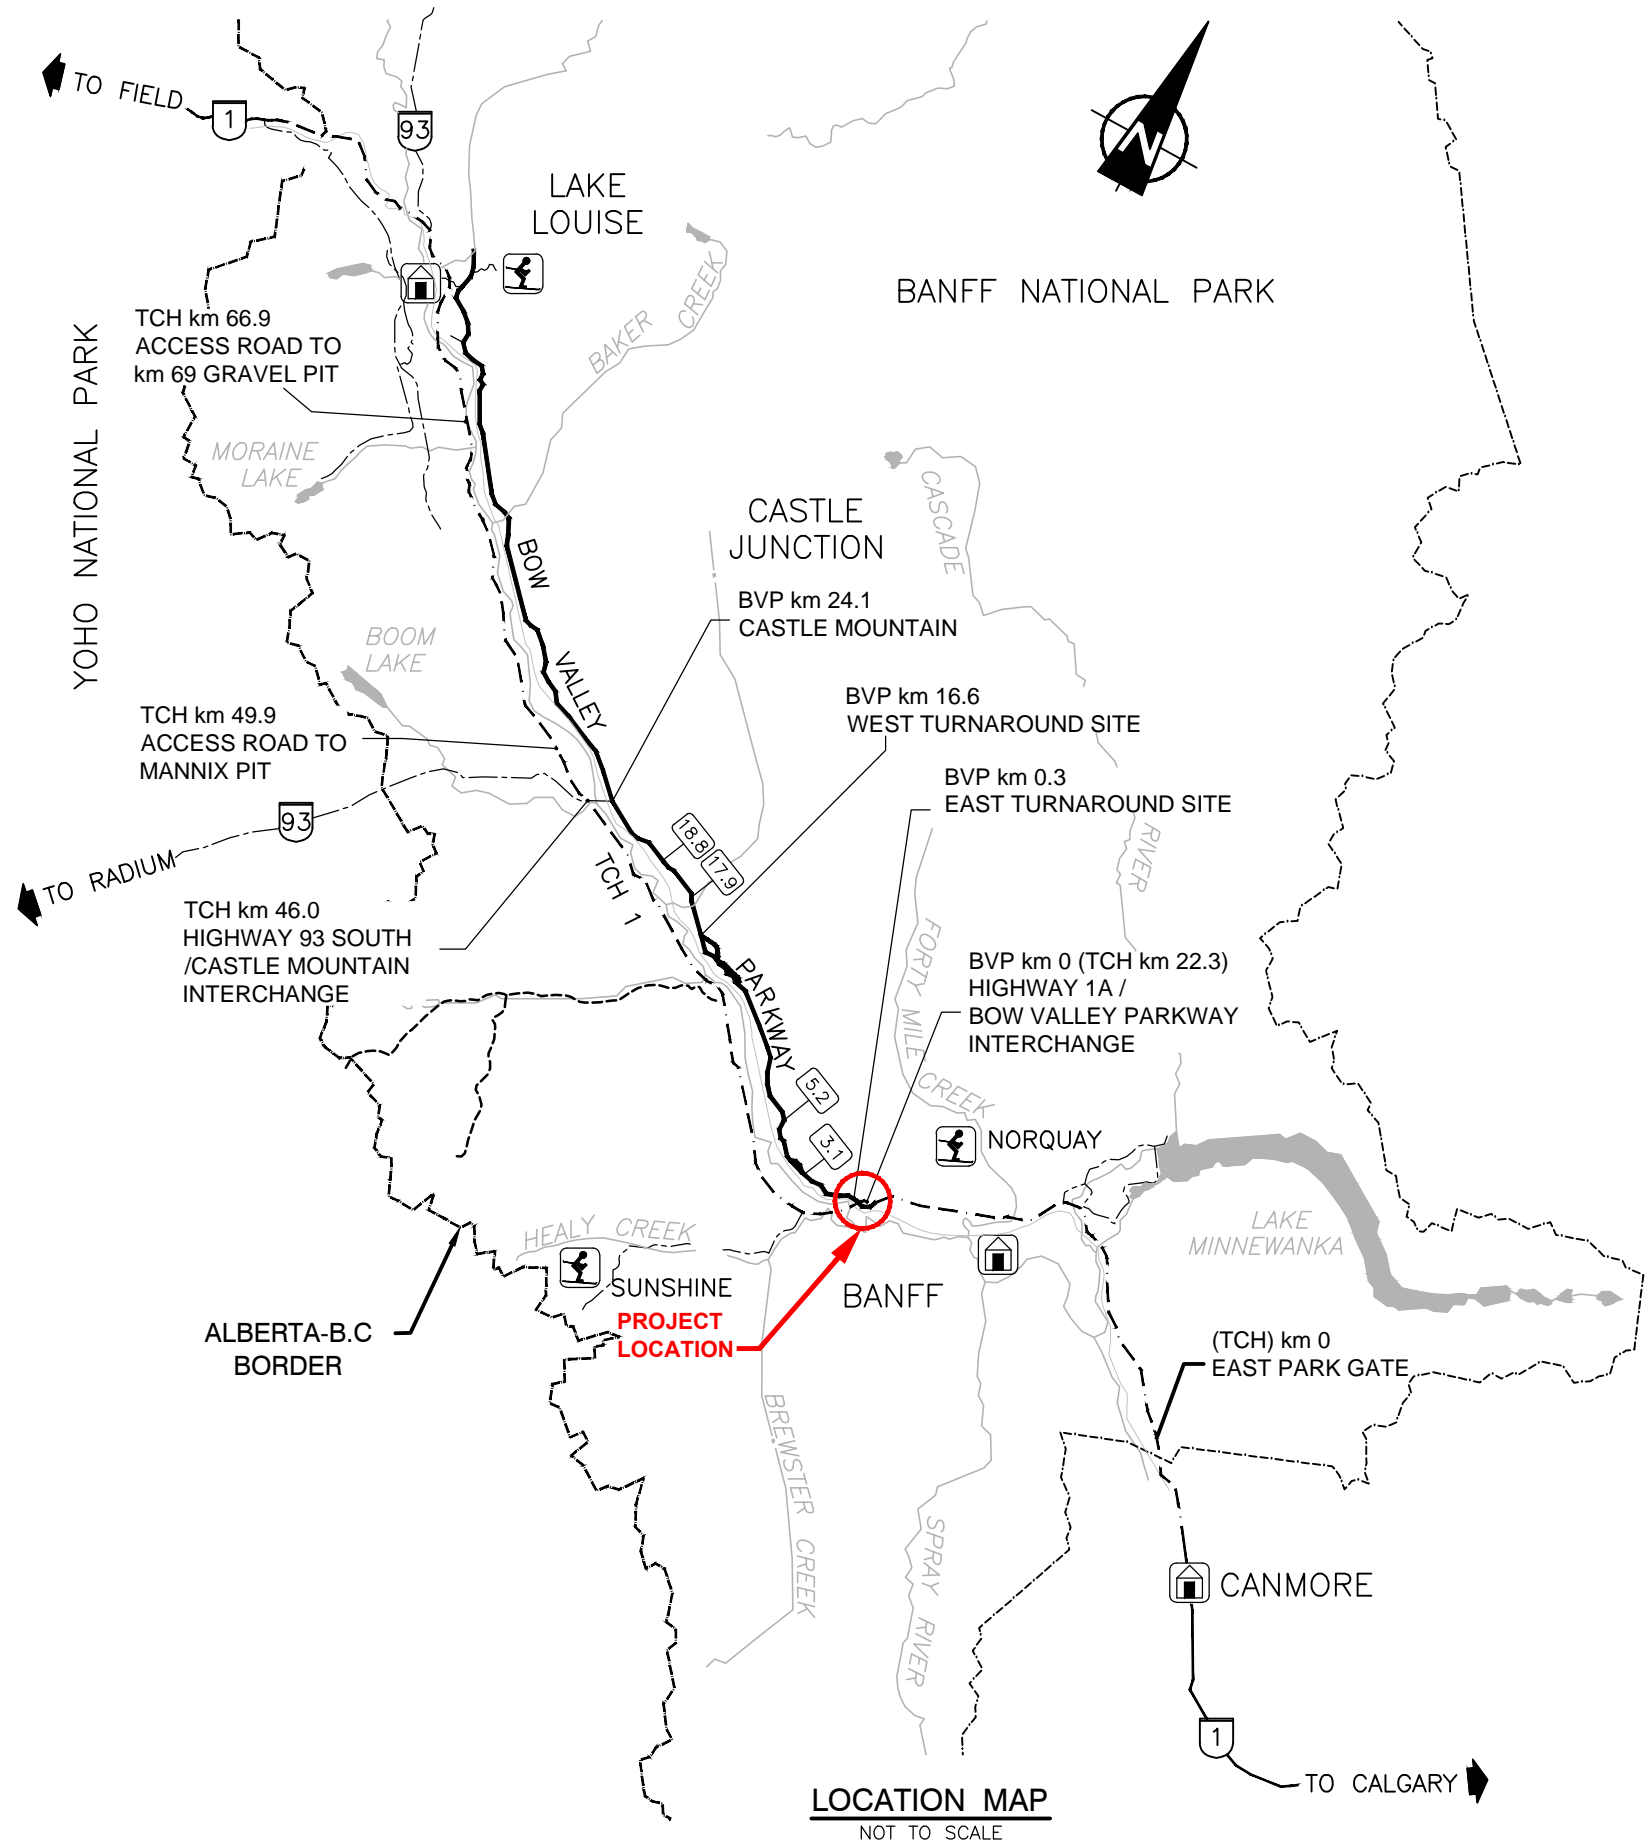 TO FIELD
1
93
N
LAKE
LOUISE
BANFF NATIONAL PARK
BAKER CREEK
TCH km 66.9
ACCESS ROAD TO
km 69 GRAVEL PIT
YOHO NATIONAL PARK
MORAINE
LAKE
CASCADE
RIVER
CASTLE
JUNCTION
BOW
VALLEY
PARKWAY
BVP km 24.1
CASTLE MOUNTAIN
BOOM
LAKE
BVP km 16.6
WEST TURNAROUND SITE
TCH km 49.9
ACCESS ROAD TO
MANNIX PIT
BVP km 0.3
EAST TURNAROUND SITE
93
18.8
17.9
TO RADIUM
TCH 1
TCH km 46.0
HIGHWAY 93 SOUTH
/CASTLE MOUNTAIN
INTERCHANGE
FORTY MILE CREEK
BVP km 0 (TCH km 22.3)
HIGHWAY 1A /
BOW VALLEY PARKWAY
INTERCHANGE
5.2
3.1
NORQUAY
LAKE
MINNEWANKA
HEALY CREEK
SUNSHINE
BANFF
PROJECT
LOCATION
ALBERTA-B.C
BORDER
(TCH) km 0
EAST PARK GATE
BREWSTER CREEK
SPRAY RIVER
CANMORE
1
TO CALGARY
LOCATION MAP
NOT TO SCALE